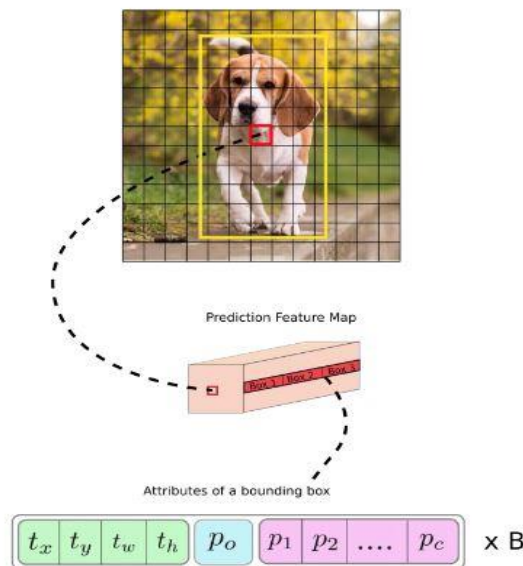 Prediction Feature Map
Box 1 Box 2 Box 3
Attributes of a bounding box
t_x t_y t_w t_h p_o p_1 p_2 .... p_c x B